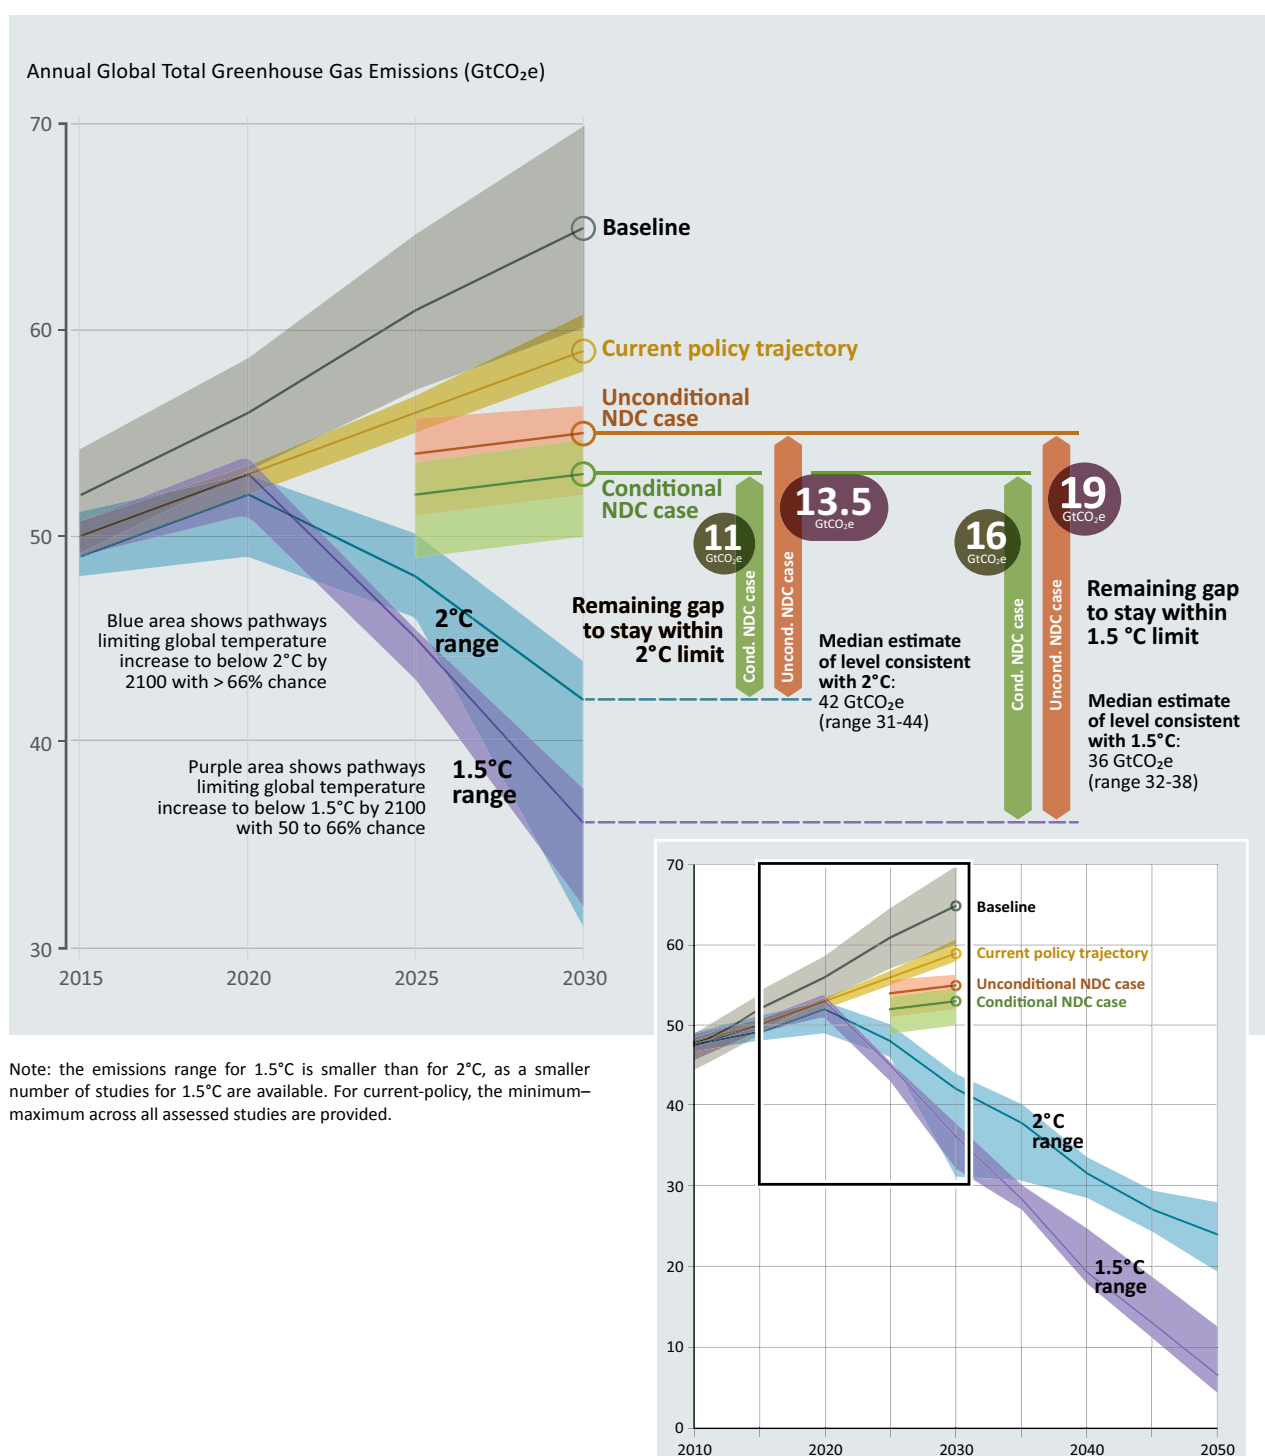 Annual Global Total Greenhouse Gas Emissions (GtCO₂e)
70
60
50
40
30
2015
2020
2025
2030
Baseline
Current policy trajectory
Unconditional
NDC case
Conditional
NDC case
2°C
range
1.5°C
range
Blue area shows pathways
limiting global temperature
increase to below 2°C by
2100 with > 66% chance
Purple area shows pathways
limiting global temperature
increase to below 1.5°C by 2100
with 50 to 66% chance
11
GtCO₂e
13.5
GtCO₂e
Cond. NDC case
Uncond. NDC case
Remaining gap
to stay within
2°C limit
Median estimate
of level consistent
with 2°C:
42 GtCO₂e
(range 31-44)
16
GtCO₂e
19
GtCO₂e
Cond. NDC case
Uncond. NDC case
Remaining gap
to stay within
1.5 °C limit
Median estimate
of level consistent
with 1.5°C:
36 GtCO₂e
(range 32-38)
70
60
50
40
30
20
10
0
2010
2020
2030
2040
2050
Baseline
Current policy trajectory
Unconditional NDC case
Conditional NDC case
2°C
range
1.5°C
range
Note: the emissions range for 1.5°C is smaller than for 2°C, as a smaller
number of studies for 1.5°C are available. For current-policy, the minimum–
maximum across all assessed studies are provided.